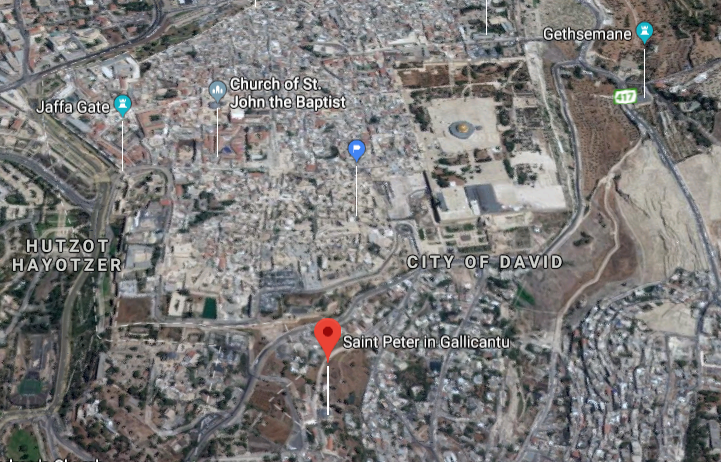 Gethsemane
417
Church of St.
John the Baptist
Jaffa Gate
HUTZOT
HAYOTZER
CITY OF DAVID
Saint Peter in Gallicantu